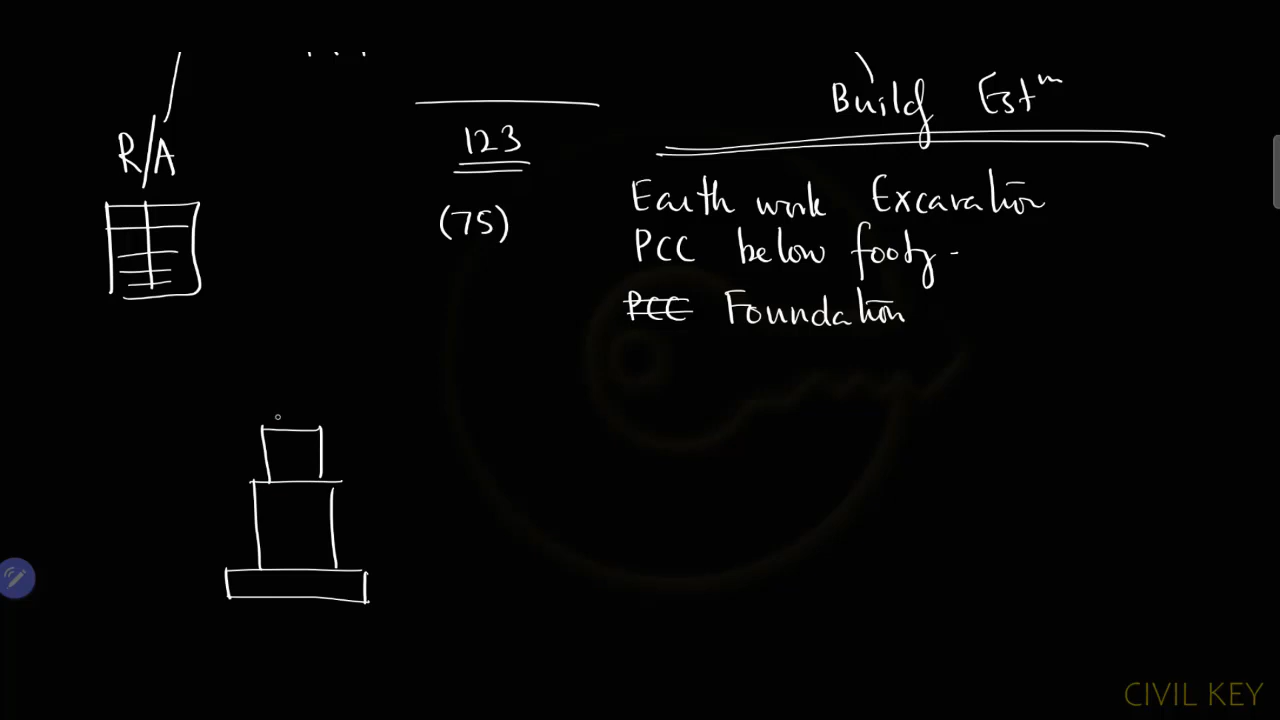 Build Estm
R/A
123
(75)
Earth work Excavation
PCC below footg -
PCC Foundation
CIVIL KEY